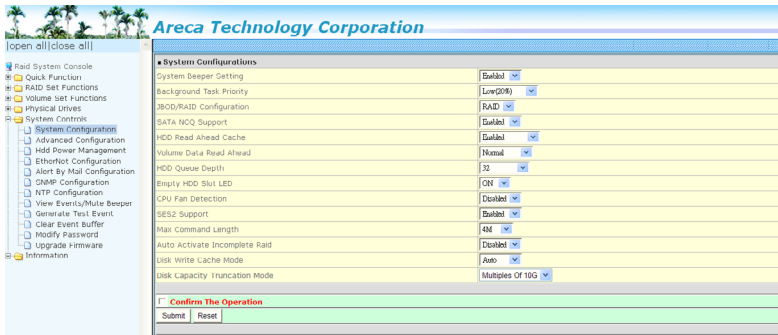 Areca Technology Corporation
|open all|close all|
Raid System Console
Quick Function
RAID Set Functions
Volume Set Functions
Physical Drives
System Controls
System Configuration
Advanced Configuration
Hdd Power Management
EtherNet Configuration
Alert By Mail Configuration
SNMP Configuration
NTP Configuration
View Events/Mute Beeper
Generate Test Event
Clear Event Buffer
Modify Password
Upgrade Firmware
Information
System Configurations
System Beeper Setting Enabled
Background Task Priority Low(20%)
JBOD/RAID Configuration RAID
SATA NCQ Support Enabled
HDD Read Ahead Cache Enabled
Volume Data Read Ahead Normal
HDD Queue Depth 32
Empty HDD Slot LED ON
CPU Fan Detection Disabled
SES2 Support Enabled
Max Command Length 4M
Auto Activate Incomplete Raid Disabled
Disk Write Cache Mode Auto
Disk Capacity Truncation Mode Multiples Of 10G
Confirm The Operation
Submit Reset